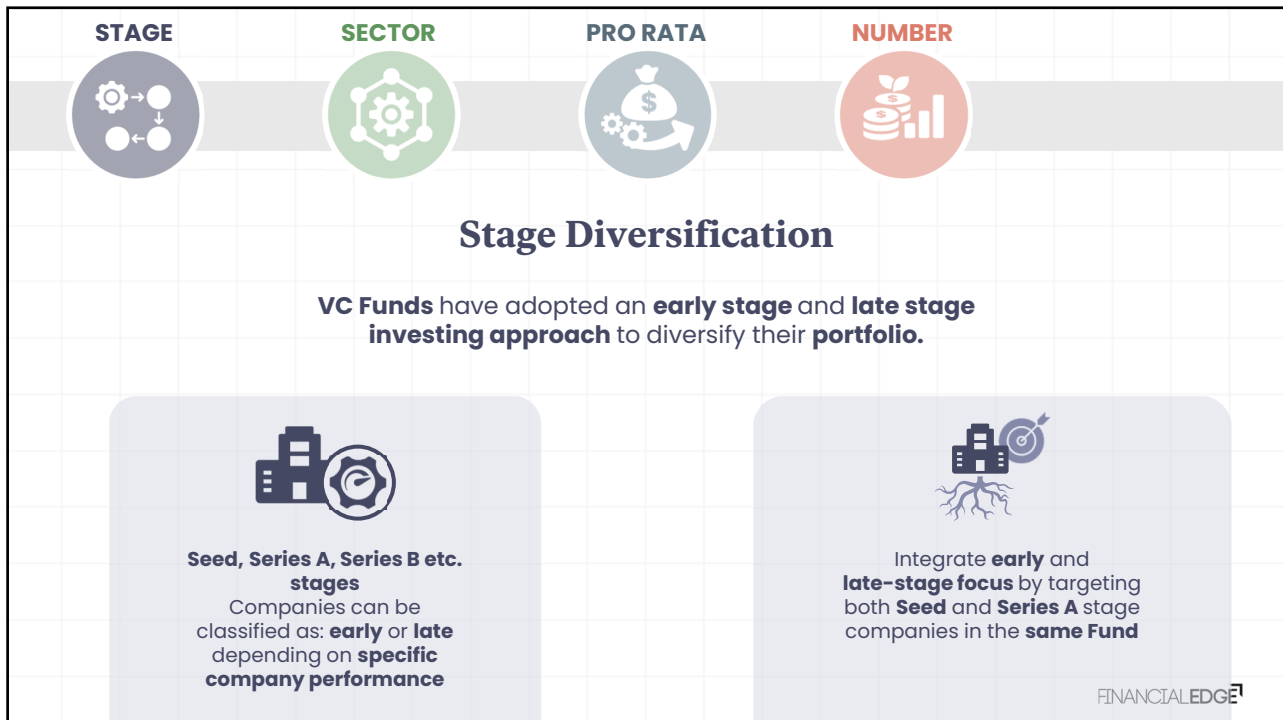 STAGE
SECTOR
PRO RATA
NUMBER
$
$
$
Stage Diversification
VC Funds have adopted an early stage and late stage
investing approach to diversify their portfolio.
Seed, Series A, Series B etc.
stages
Companies can be
classified as: early or late
depending on specific
company performance
Integrate early and
late-stage focus by targeting
both Seed and Series A stage
companies in the same Fund
FINANCIALEDGE